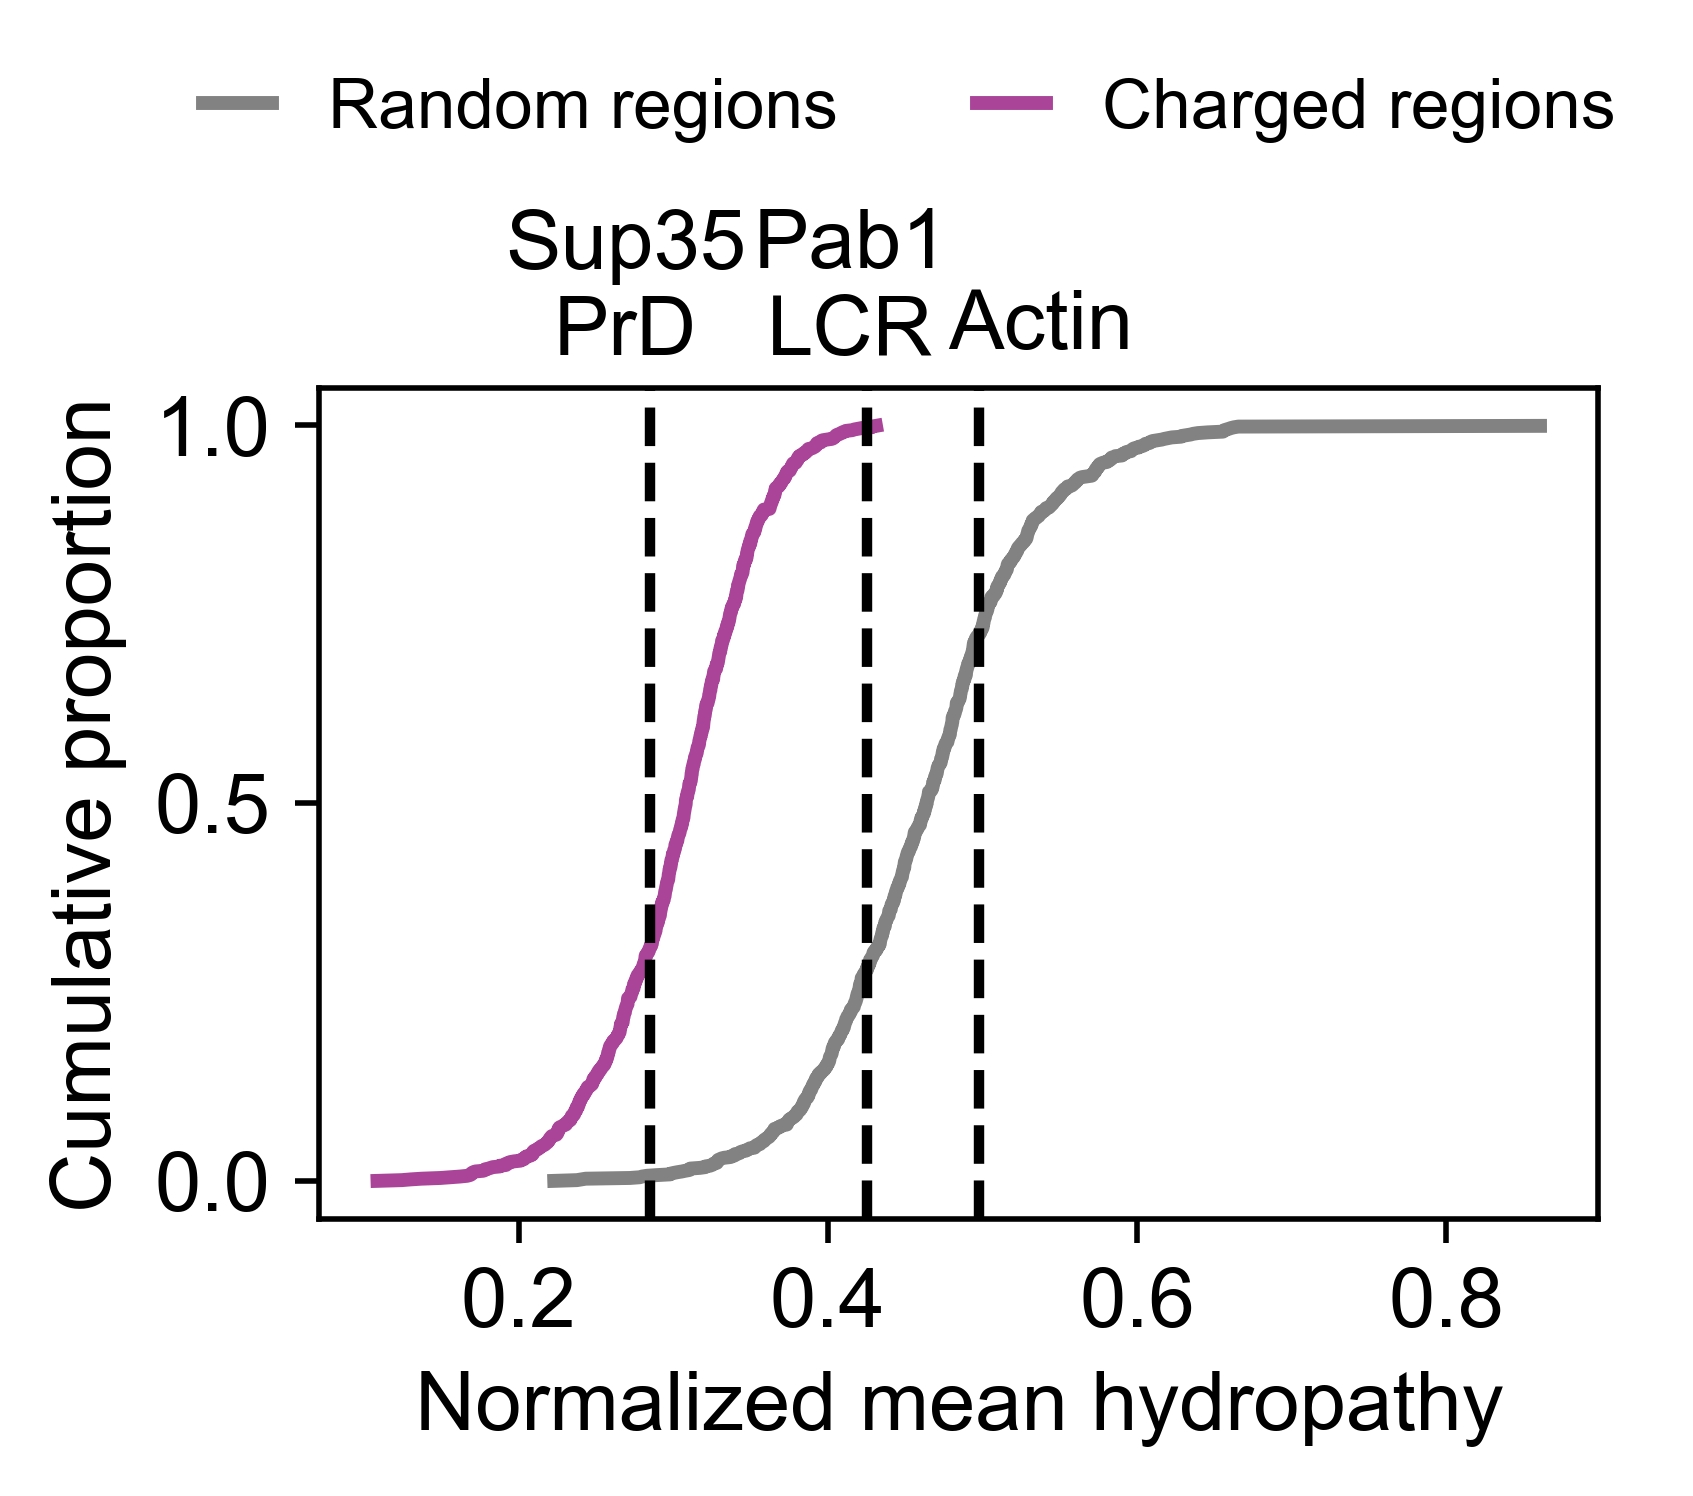 Random regions
Charged regions
Sup35
PrD
Pab1
LCR
Actin
Cumulative proportion
1.0
0.5
0.0
0.2
0.4
0.6
0.8
Normalized mean hydropathy